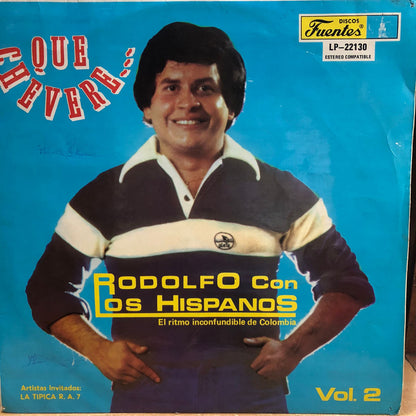 QUE
CHEVERE...
DISCOS
Fuentes®
LP-22130
ESTEREO COMPATIBLE
RODOLFO Con
LOS HISPANOS
El ritmo inconfundible de Colombia
Artistas Invitados:
LA TIPICA R. A. 7
Vol. 2